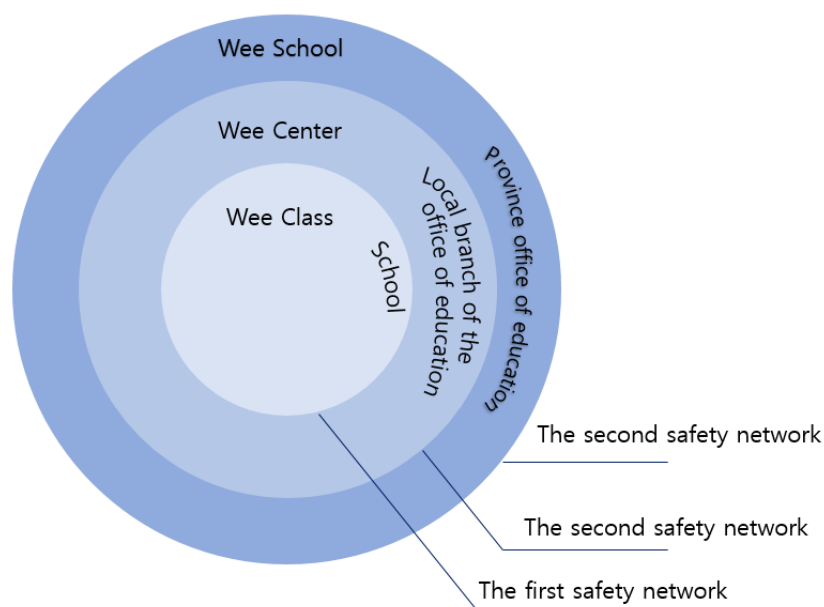 Wee School
Wee Center
Wee Class
School
Local branch of the
office of education
Province office of education
The second safety network
The second safety network
The first safety network